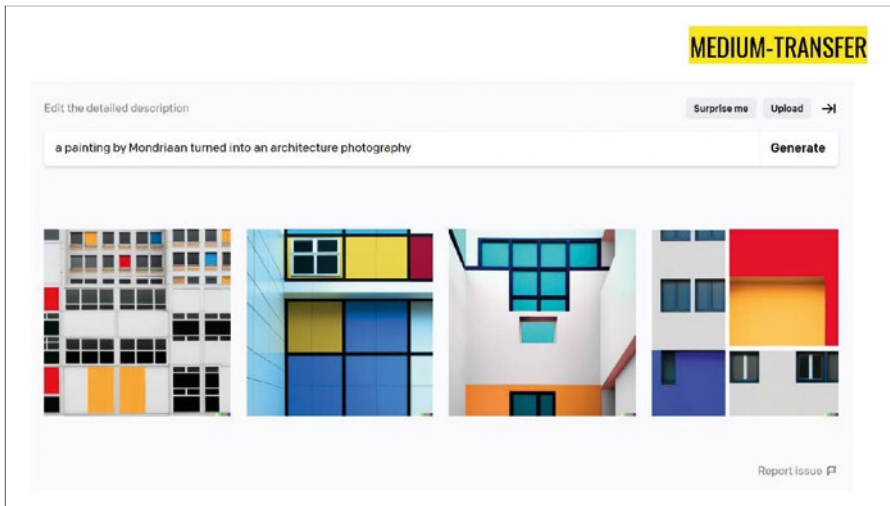 MEDIUM-TRANSFER
Edit the detailed description
Surprise me
Upload
a painting by Mondriaan turned into an architecture photography
Generate
Report issue